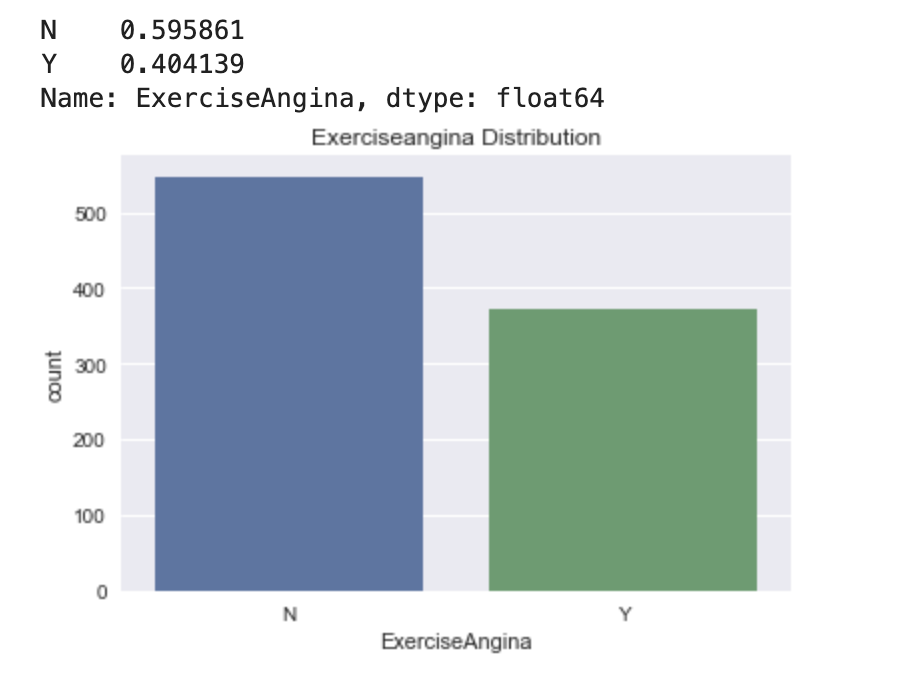 N    0.595861
Y    0.404139
Name: ExerciseAngina, dtype: float64
Exerciseangina Distribution
500
400
300
200
100
0
count
N
Y
ExerciseAngina